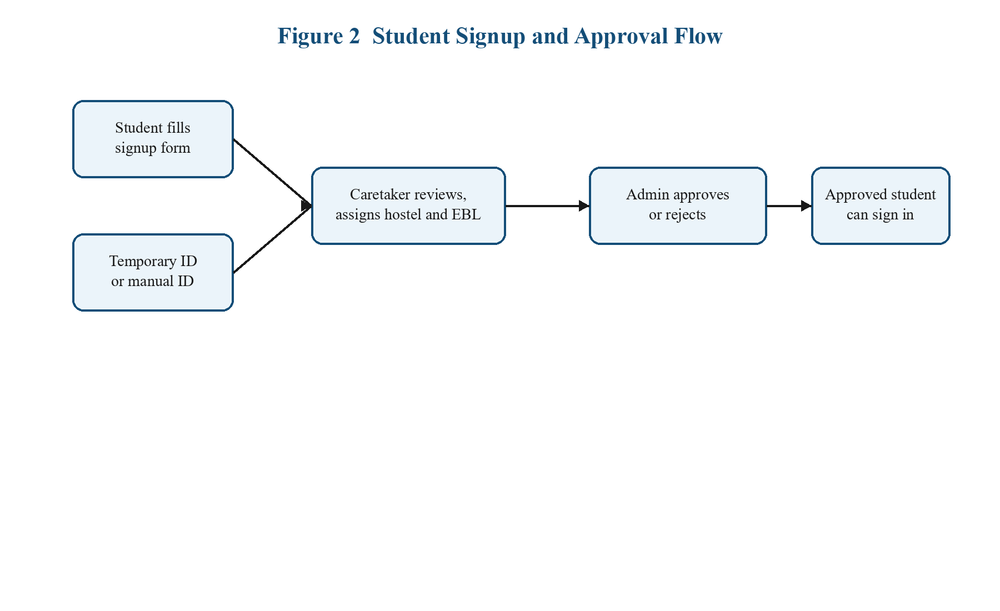 Figure 2  Student Signup and Approval Flow
Student fills
signup form
Temporary ID
or manual ID
Caretaker reviews,
assigns hostel and EBL
Admin approves
or rejects
Approved student
can sign in